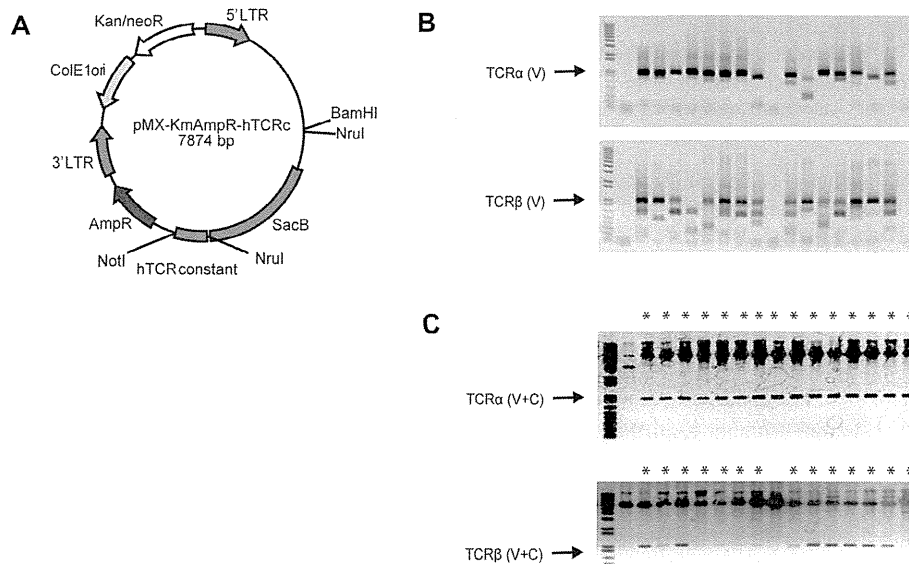 A
Kan/neoR
5'LTR
ColE1ori
pMX-KmAmpR-hTCRc
7874 bp
BamHI
NruI
3'LTR
AmpR
SacB
NotI
hTCR constant
NruI
B
TCRα (V)
TCRβ (V)
C
* * * * * * * * * * * * * * *
TCRα (V+C)
* * * * * * * * * * * * * *
TCRβ (V+C)